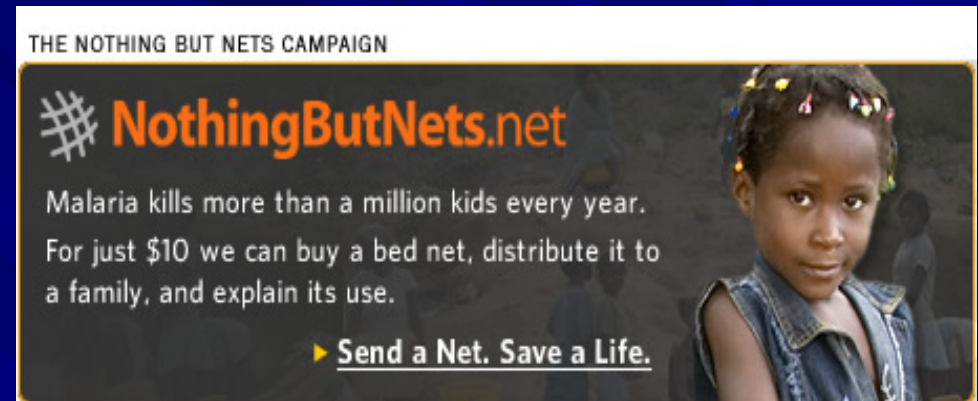 THE NOTHING BUT NETS CAMPAIGN
NothingButNets.net
Malaria kills more than a million kids every year.
For just $10 we can buy a bed net, distribute it to
a family, and explain its use.
Send a Net. Save a Life.